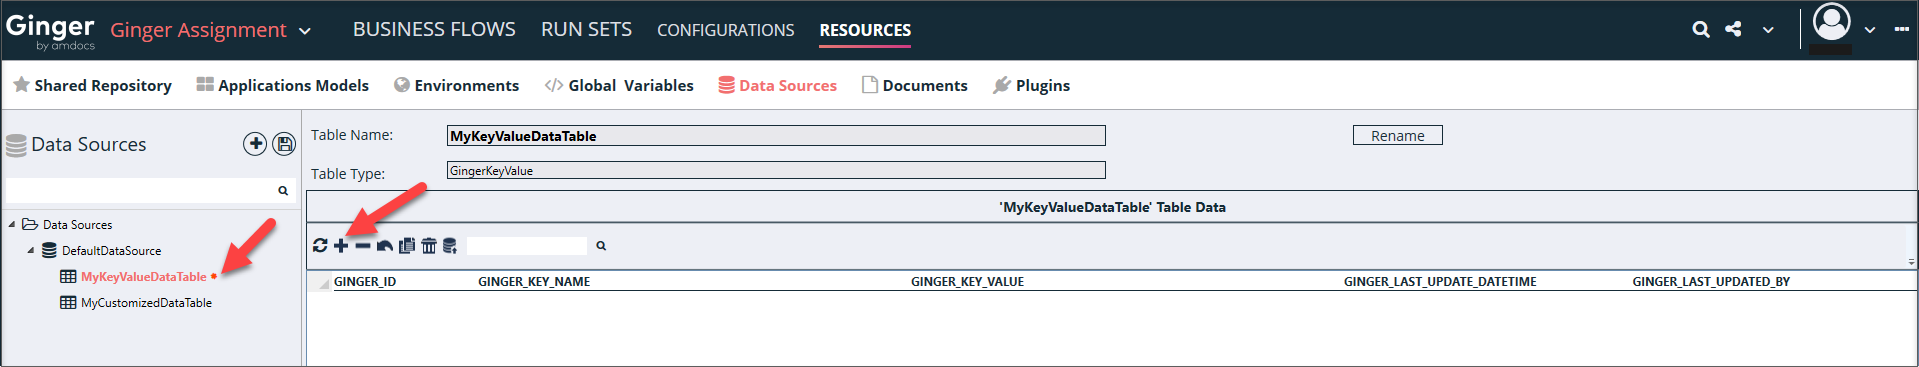 Ginger
by amdocs
Ginger Assignment
BUSINESS FLOWS
RUN SETS
CONFIGURATIONS
RESOURCES
Shared Repository
Applications Models
Environments
</> Global Variables
Data Sources
Documents
Plugins
Data Sources
Table Name:
MyKeyValueDataTable
Rename
Table Type:
GingerKeyValue
Data Sources
DefaultDataSource
MyKeyValueDataTable
MyCustomizedDataTable
'MyKeyValueDataTable' Table Data
GINGER_ID
GINGER_KEY_NAME
GINGER_KEY_VALUE
GINGER_LAST_UPDATE_DATETIME
GINGER_LAST_UPDATED_BY